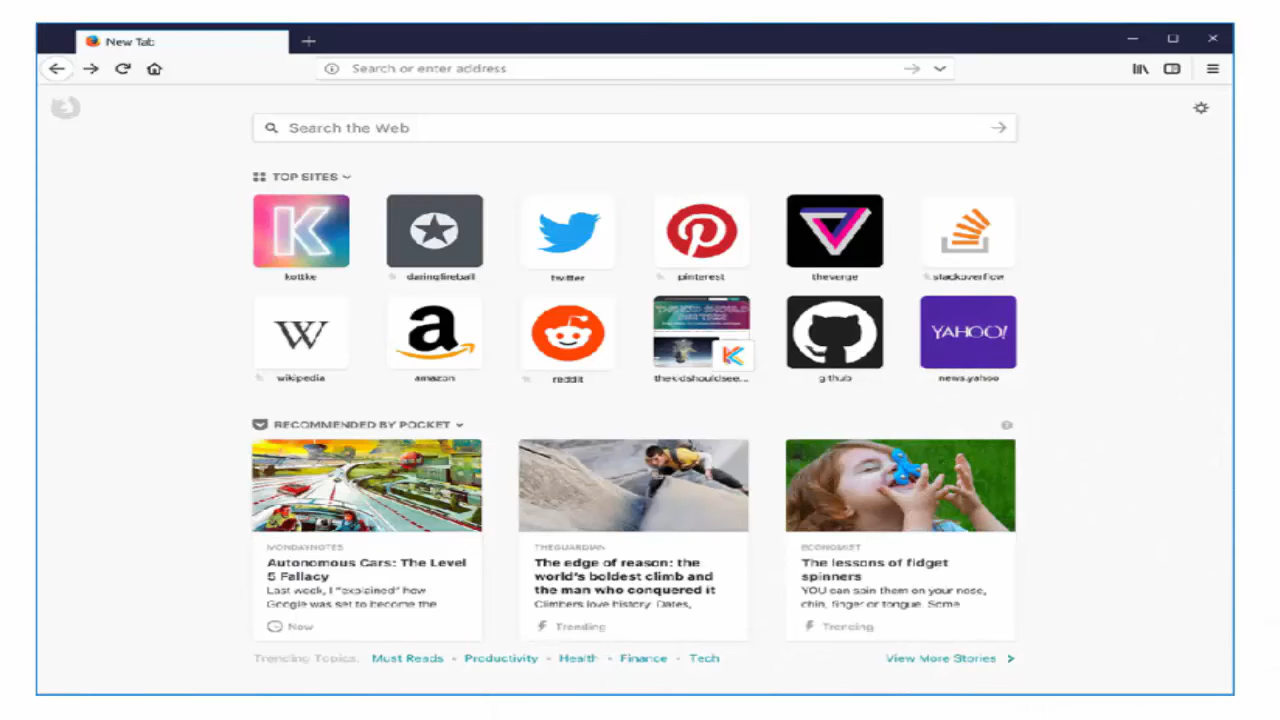 New Tab
Search or enter address
Search the Web
TOP SITES
K
kottke
daringfireball
twitter
pinterest
theverge
stackoverflow
W
a
YAHOO!
wikipedia
amazon
reddit
thekidshouldsee...
github
news.yahoo
RECOMMENDED BY POCKET
MONDAYNOTES
Autonomous Cars: The Level
5 Fallacy
Last week, I "explained" how
Google was set to become the
Now
THEGUARDIAN
The edge of reason: the
world's boldest climb and
the man who conquered it
Climbers love history. Dates,
Trending
ECONOMIST
The lessons of fidget
spinners
YOU can spin them on your nose,
chin, finger or tongue. Some
Trending
Trending Topics: Must Reads • Productivity • Health • Finance • Tech
View More Stories